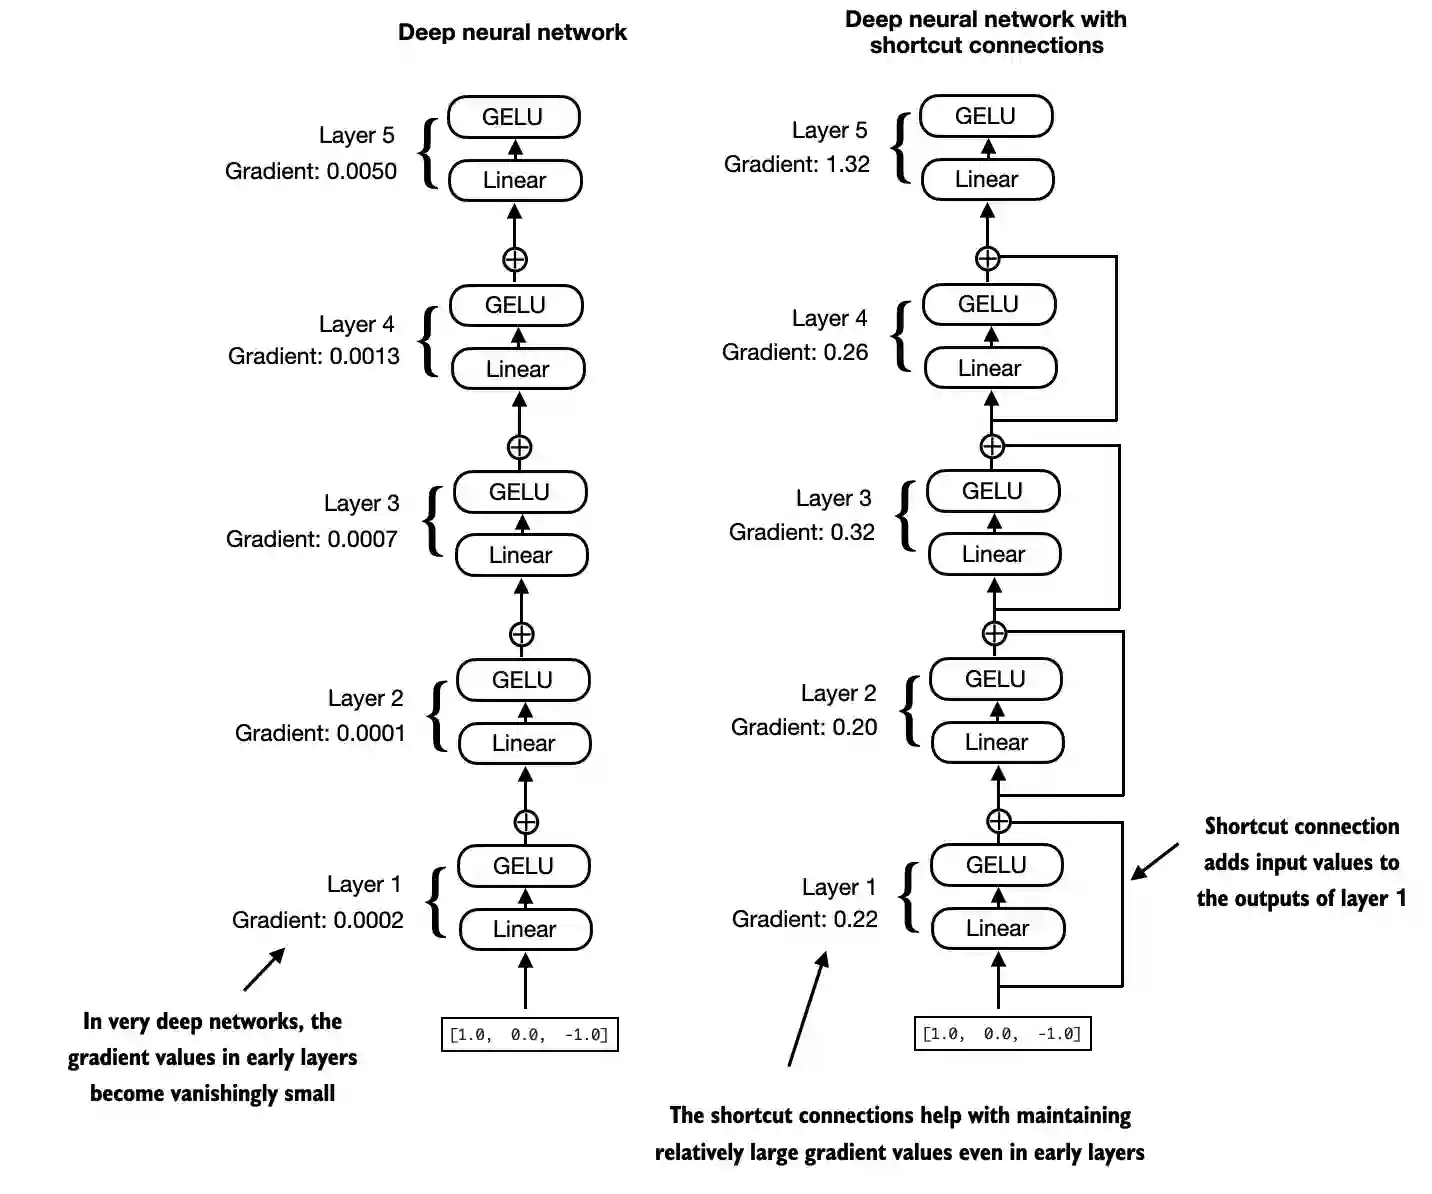 Deep neural network
Layer 5
Gradient: 0.0050
GELU
Linear
Layer 4
Gradient: 0.0013
GELU
Linear
Layer 3
Gradient: 0.0007
GELU
Linear
Layer 2
Gradient: 0.0001
GELU
Linear
Layer 1
Gradient: 0.0002
GELU
Linear
[1.0, 0.0, -1.0]
In very deep networks, the
gradient values in early layers
become vanishingly small
Deep neural network with
shortcut connections
Layer 5
Gradient: 1.32
GELU
Linear
Layer 4
Gradient: 0.26
GELU
Linear
Layer 3
Gradient: 0.32
GELU
Linear
Layer 2
Gradient: 0.20
GELU
Linear
Layer 1
Gradient: 0.22
GELU
Linear
[1.0, 0.0, -1.0]
Shortcut connection
adds input values to
the outputs of layer 1
The shortcut connections help with maintaining
relatively large gradient values even in early layers